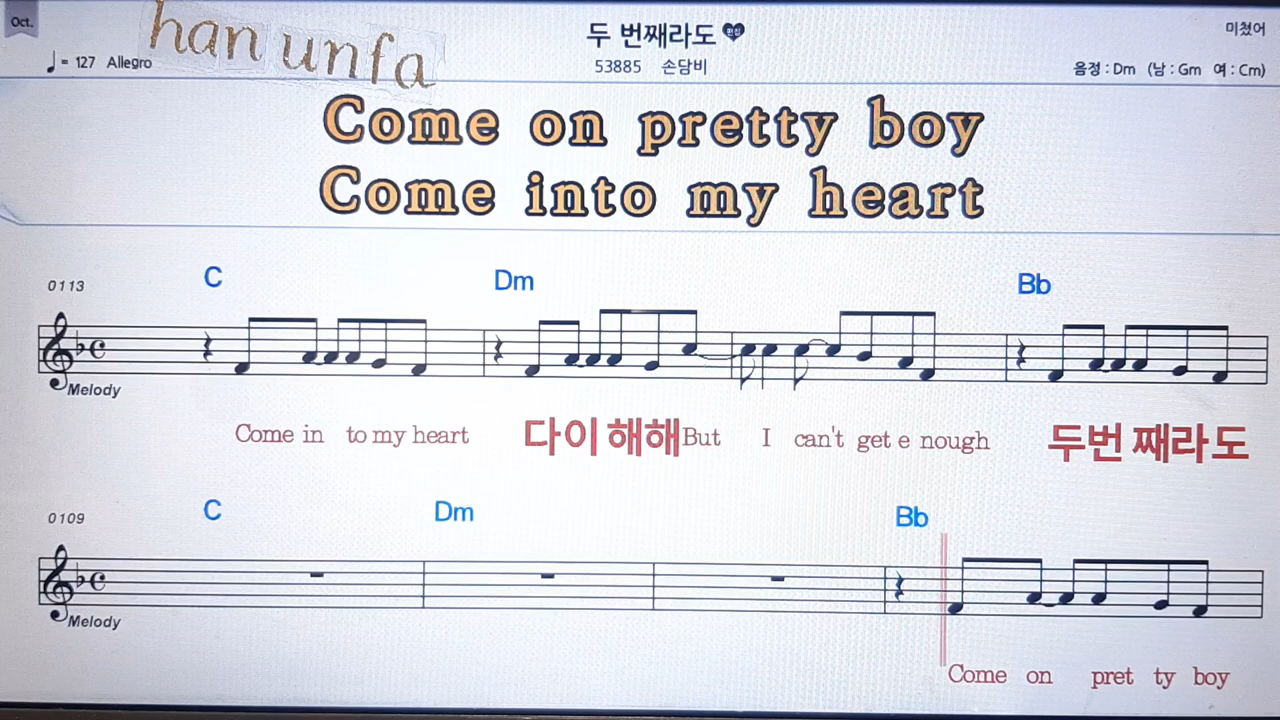 Oct.
han unfa
두 번째라도 편집
미쳤어
♩ = 127 Allegro
53885 손담비
음정 : Dm (남 : Gm 여 : Cm)
Come on pretty boy
Come into my heart
0113 C Dm Bb
Melody
Come in to my heart 다이 해해 But I can't get e nough 두번 째라도
0109 C Dm Bb
Melody
Come on pret ty boy